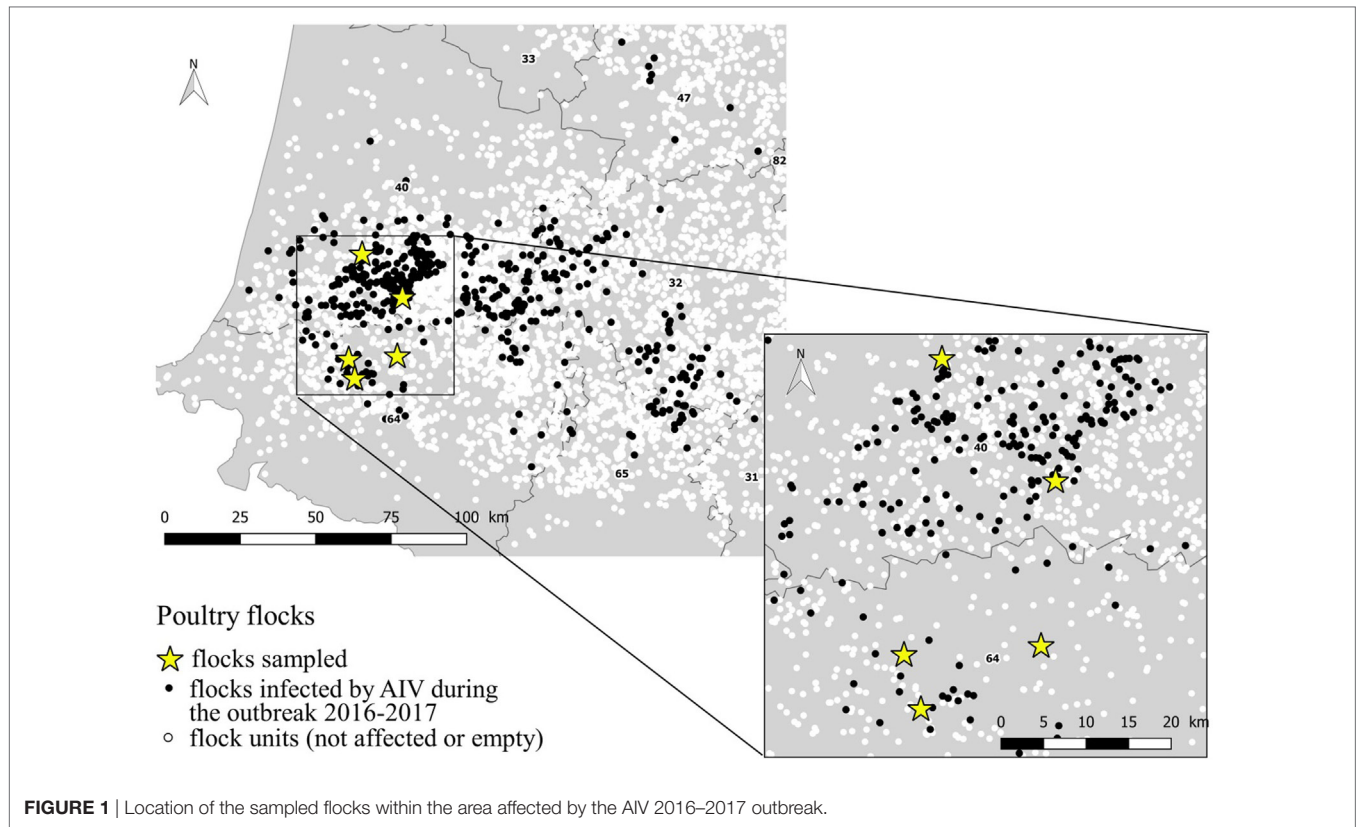 N
33
47
82
40
32
64
65
31
0 25 50 75 100 km
N
40
64
0 5 10 15 20 km
Poultry flocks
flocks sampled
flocks infected by AIV during
the outbreak 2016-2017
flock units (not affected or empty)
FIGURE 1 | Location of the sampled flocks within the area affected by the AIV 2016–2017 outbreak.